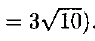 = 3√10).